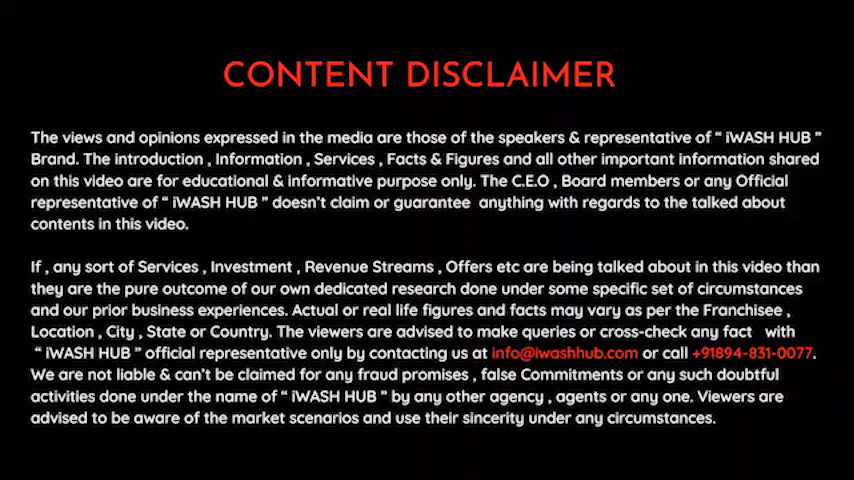 CONTENT DISCLAIMER
The views and opinions expressed in the media are those of the speakers & representative of “ iWASH HUB ”
Brand. The introduction , Information , Services , Facts & Figures and all other important information shared
on this video are for educational & informative purpose only. The C.E.O , Board members or any Official
representative of “ iWASH HUB ” doesn’t claim or guarantee anything with regards to the talked about
contents in this video.
If , any sort of Services , Investment , Revenue Streams , Offers etc are being talked about in this video than
they are the pure outcome of our own dedicated research done under some specific set of circumstances
and our prior business experiences. Actual or real life figures and facts may vary as per the Franchisee ,
Location , City , State or Country. The viewers are advised to make queries or cross-check any fact with
“ iWASH HUB ” official representative only by contacting us at info@iwashhub.com or call +91894-831-0077.
We are not liable & can’t be claimed for any fraud promises , false Commitments or any such doubtful
activities done under the name of “ iWASH HUB ” by any other agency , agents or any one. Viewers are
advised to be aware of the market scenarios and use their sincerity under any circumstances.